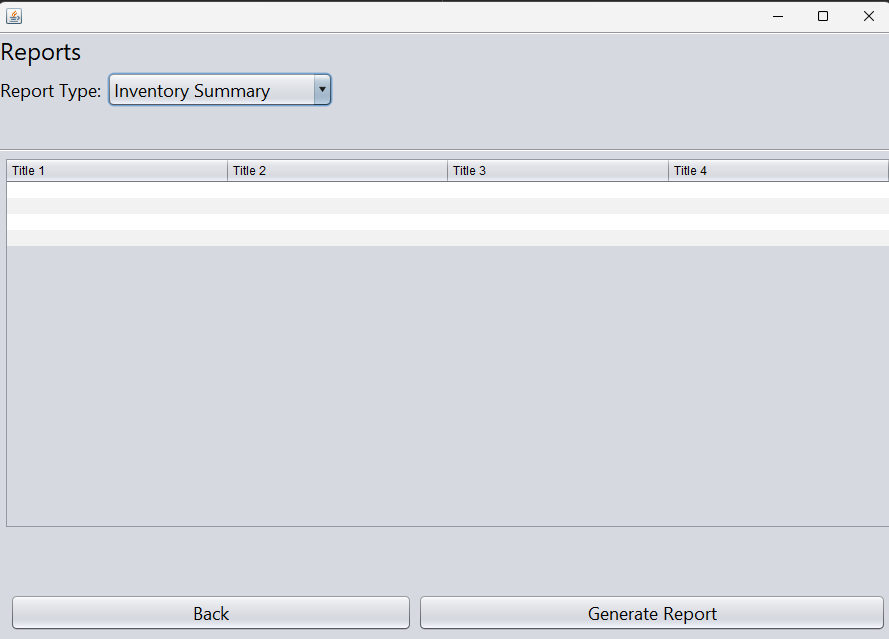 Reports
Report Type: Inventory Summary
Title 1 Title 2 Title 3 Title 4
Back Generate Report